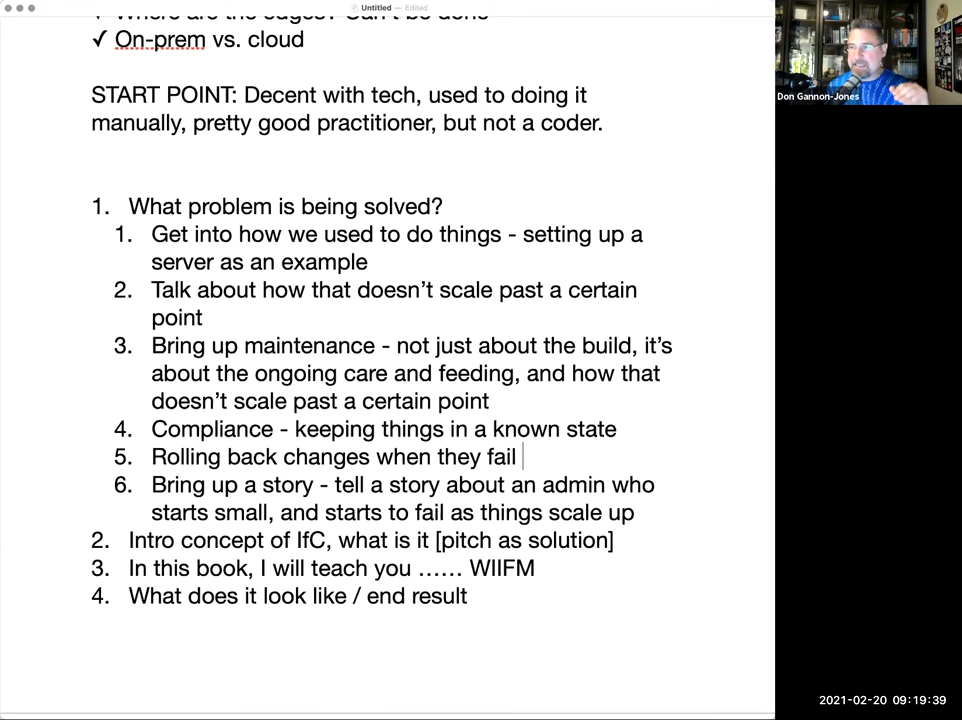 Untitled — Edited
✓ Where are the edges? Can't be done
✓ On-prem vs. cloud
START POINT: Decent with tech, used to doing it
manually, pretty good practitioner, but not a coder.
1. What problem is being solved?
1. Get into how we used to do things - setting up a
server as an example
2. Talk about how that doesn't scale past a certain
point
3. Bring up maintenance - not just about the build, it's
about the ongoing care and feeding, and how that
doesn't scale past a certain point
4. Compliance - keeping things in a known state
5. Rolling back changes when they fail
6. Bring up a story - tell a story about an admin who
starts small, and starts to fail as things scale up
2. Intro concept of IfC, what is it [pitch as solution]
3. In this book, I will teach you …… WIIFM
4. What does it look like / end result
Don Gannon-Jones
2021-02-20 09:19:39